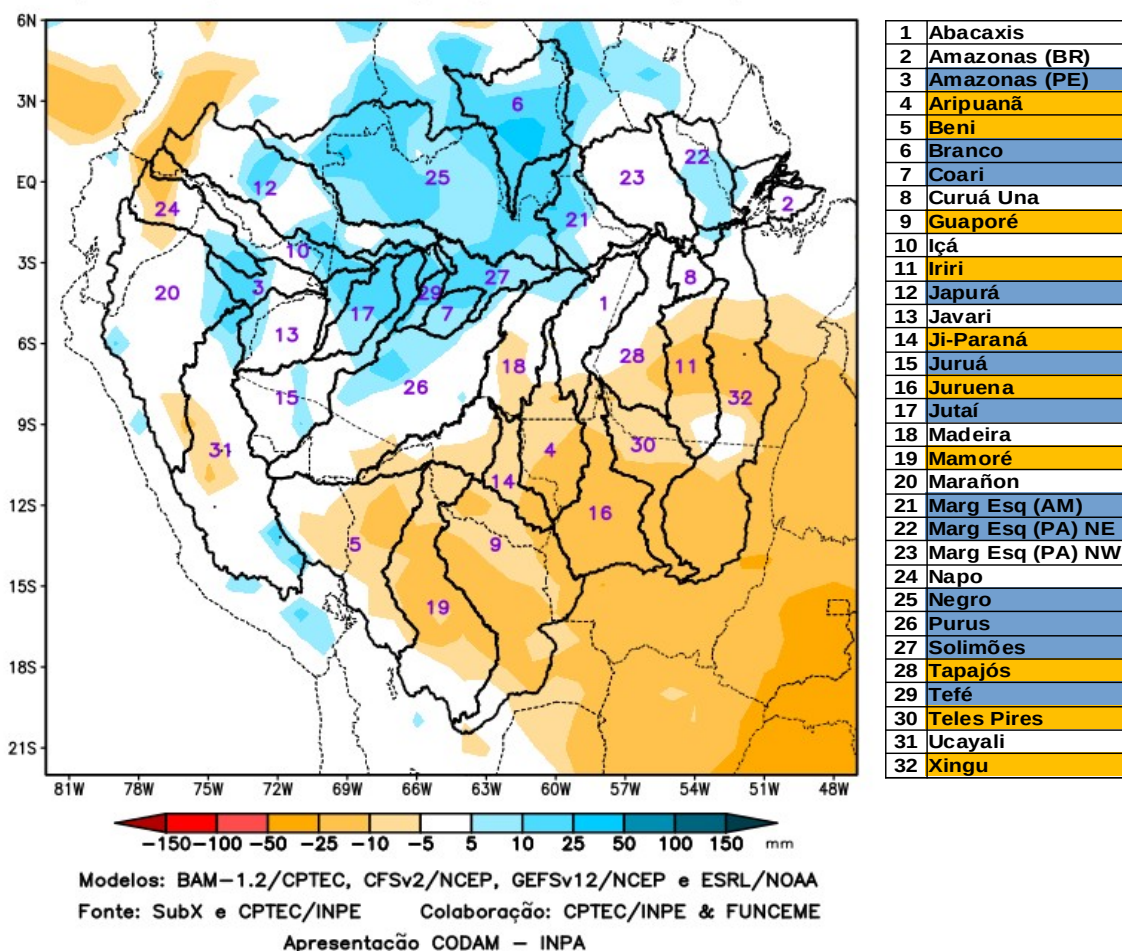 6N
3N
EQ
3S
6S
9S
12S
15S
18S
21S
81W 78W 75W 72W 69W 66W 63W 60W 57W 54W 51W 48W
6
25
23
22
12
24
2
21
10
27
20
3
29
8
17
7
1
13
28
18
11
26
15
32
31
30
4
14
16
5
9
19
-150 -100 -50 -25 -10 -5 5 10 25 50 100 150 mm
Modelos: BAM-1.2/CPTEC, CFSv2/NCEP, GEFSv12/NCEP e ESRL/NOAA
Fonte: SubX e CPTEC/INPE Colaboração: CPTEC/INPE & FUNCEME
Apresentação CODAM - INPA
1 Abacaxis
2 Amazonas (BR)
3 Amazonas (PE)
4 Aripuanã
5 Beni
6 Branco
7 Coari
8 Curuá Una
9 Guaporé
10 Içá
11 Iriri
12 Japurá
13 Javari
14 Ji-Paraná
15 Juruá
16 Juruena
17 Jutaí
18 Madeira
19 Mamoré
20 Marañon
21 Marg Esq (AM)
22 Marg Esq (PA) NE
23 Marg Esq (PA) NW
24 Napo
25 Negro
26 Purus
27 Solimões
28 Tapajós
29 Tefé
30 Teles Pires
31 Ucayali
32 Xingu